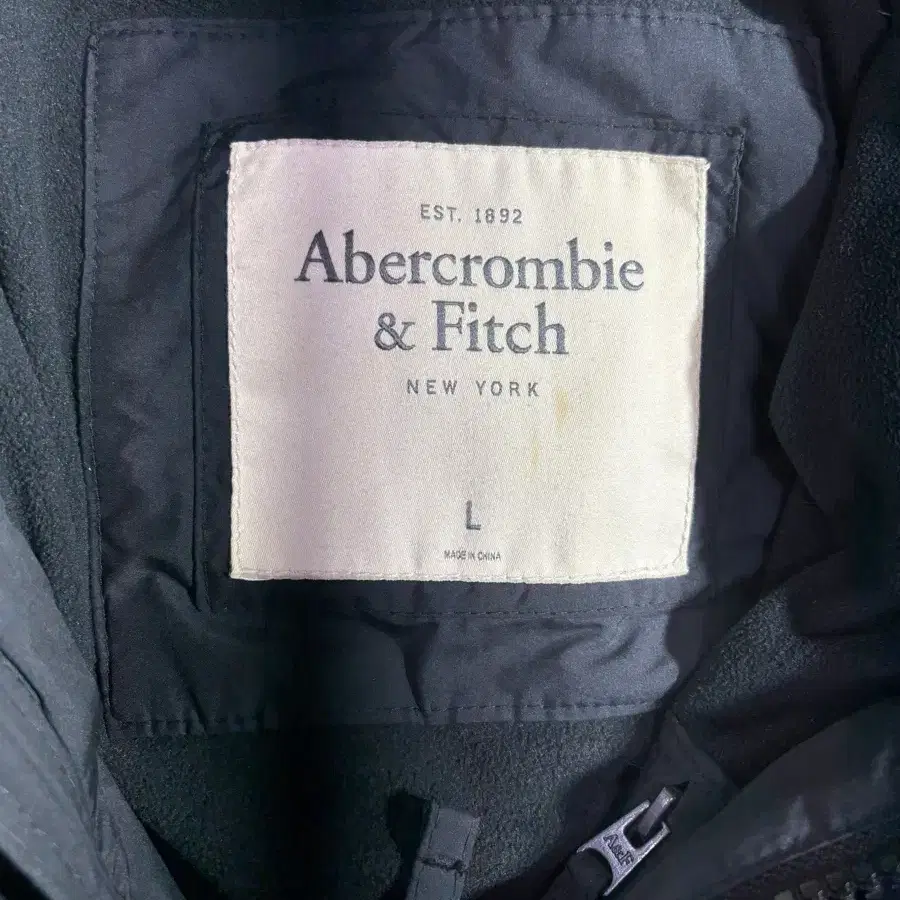 EST. 1892
Abercrombie
& Fitch
NEW YORK
L
MADE IN CHINA
A&F